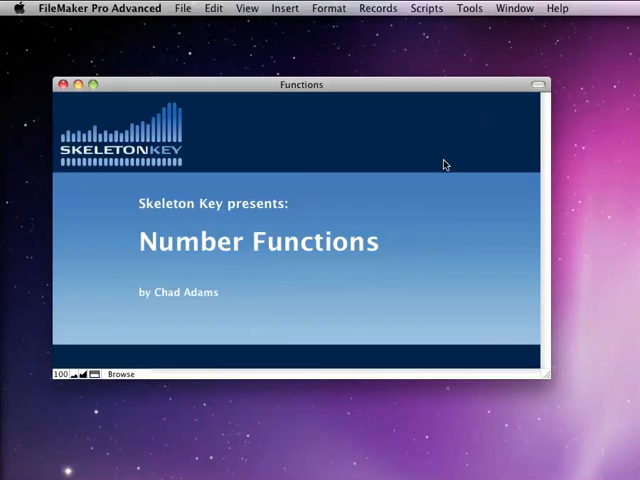 FileMaker Pro Advanced File Edit View Insert Format Records Scripts Tools Window Help
Functions
SKELETONKEY
Skeleton Key presents:
Number Functions
by Chad Adams
100 Browse